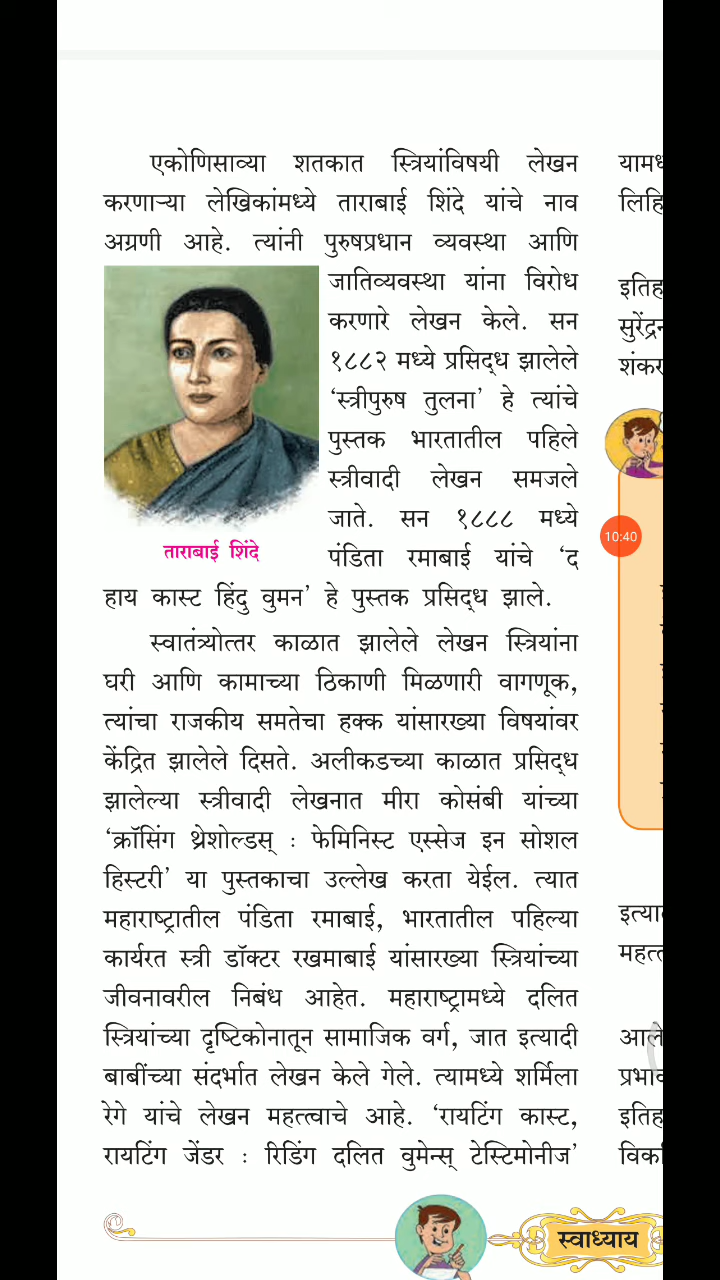 एकोणिसाव्या शतकात स्त्रियांविषयी लेखन
करणाऱ्या लेखिकांमध्ये ताराबाई शिंदे यांचे नाव
अग्रणी आहे. त्यांनी पुरुषप्रधान व्यवस्था आणि
जातिव्यवस्था यांना विरोध
करणारे लेखन केले. सन
१८८२ मध्ये प्रसिद्ध झालेले
‘स्त्रीपुरुष तुलना’ हे त्यांचे
पुस्तक भारतातील पहिले
स्त्रीवादी लेखन समजले
जाते. सन १८८८ मध्ये
पंडिता रमाबाई यांचे ‘द
ताराबाई शिंदे
हाय कास्ट हिंदु वुमन’ हे पुस्तक प्रसिद्ध झाले.
स्वातंत्र्योत्तर काळात झालेले लेखन स्त्रियांना
घरी आणि कामाच्या ठिकाणी मिळणारी वागणूक,
त्यांचा राजकीय समतेचा हक्क यांसारख्या विषयांवर
केंद्रित झालेले दिसते. अलीकडच्या काळात प्रसिद्ध
झालेल्या स्त्रीवादी लेखनात मीरा कोसंबी यांच्या
‘क्रॉसिंग थ्रेशोल्डस् : फेमिनिस्ट एस्सेज इन सोशल
हिस्टरी’ या पुस्तकाचा उल्लेख करता येईल. त्यात
महाराष्ट्रातील पंडिता रमाबाई, भारतातील पहिल्या
कार्यरत स्त्री डॉक्टर रखमाबाई यांसारख्या स्त्रियांच्या
जीवनावरील निबंध आहेत. महाराष्ट्रामध्ये दलित
स्त्रियांच्या दृष्टिकोनातून सामाजिक वर्ग, जात इत्यादी
बाबींच्या संदर्भात लेखन केले गेले. त्यामध्ये शर्मिला
रेगे यांचे लेखन महत्त्वाचे आहे. ‘रायटिंग कास्ट,
रायटिंग जेंडर : रिडिंग दलित वुमेन्स् टेस्टिमोनीज’
10:40
स्वाध्याय